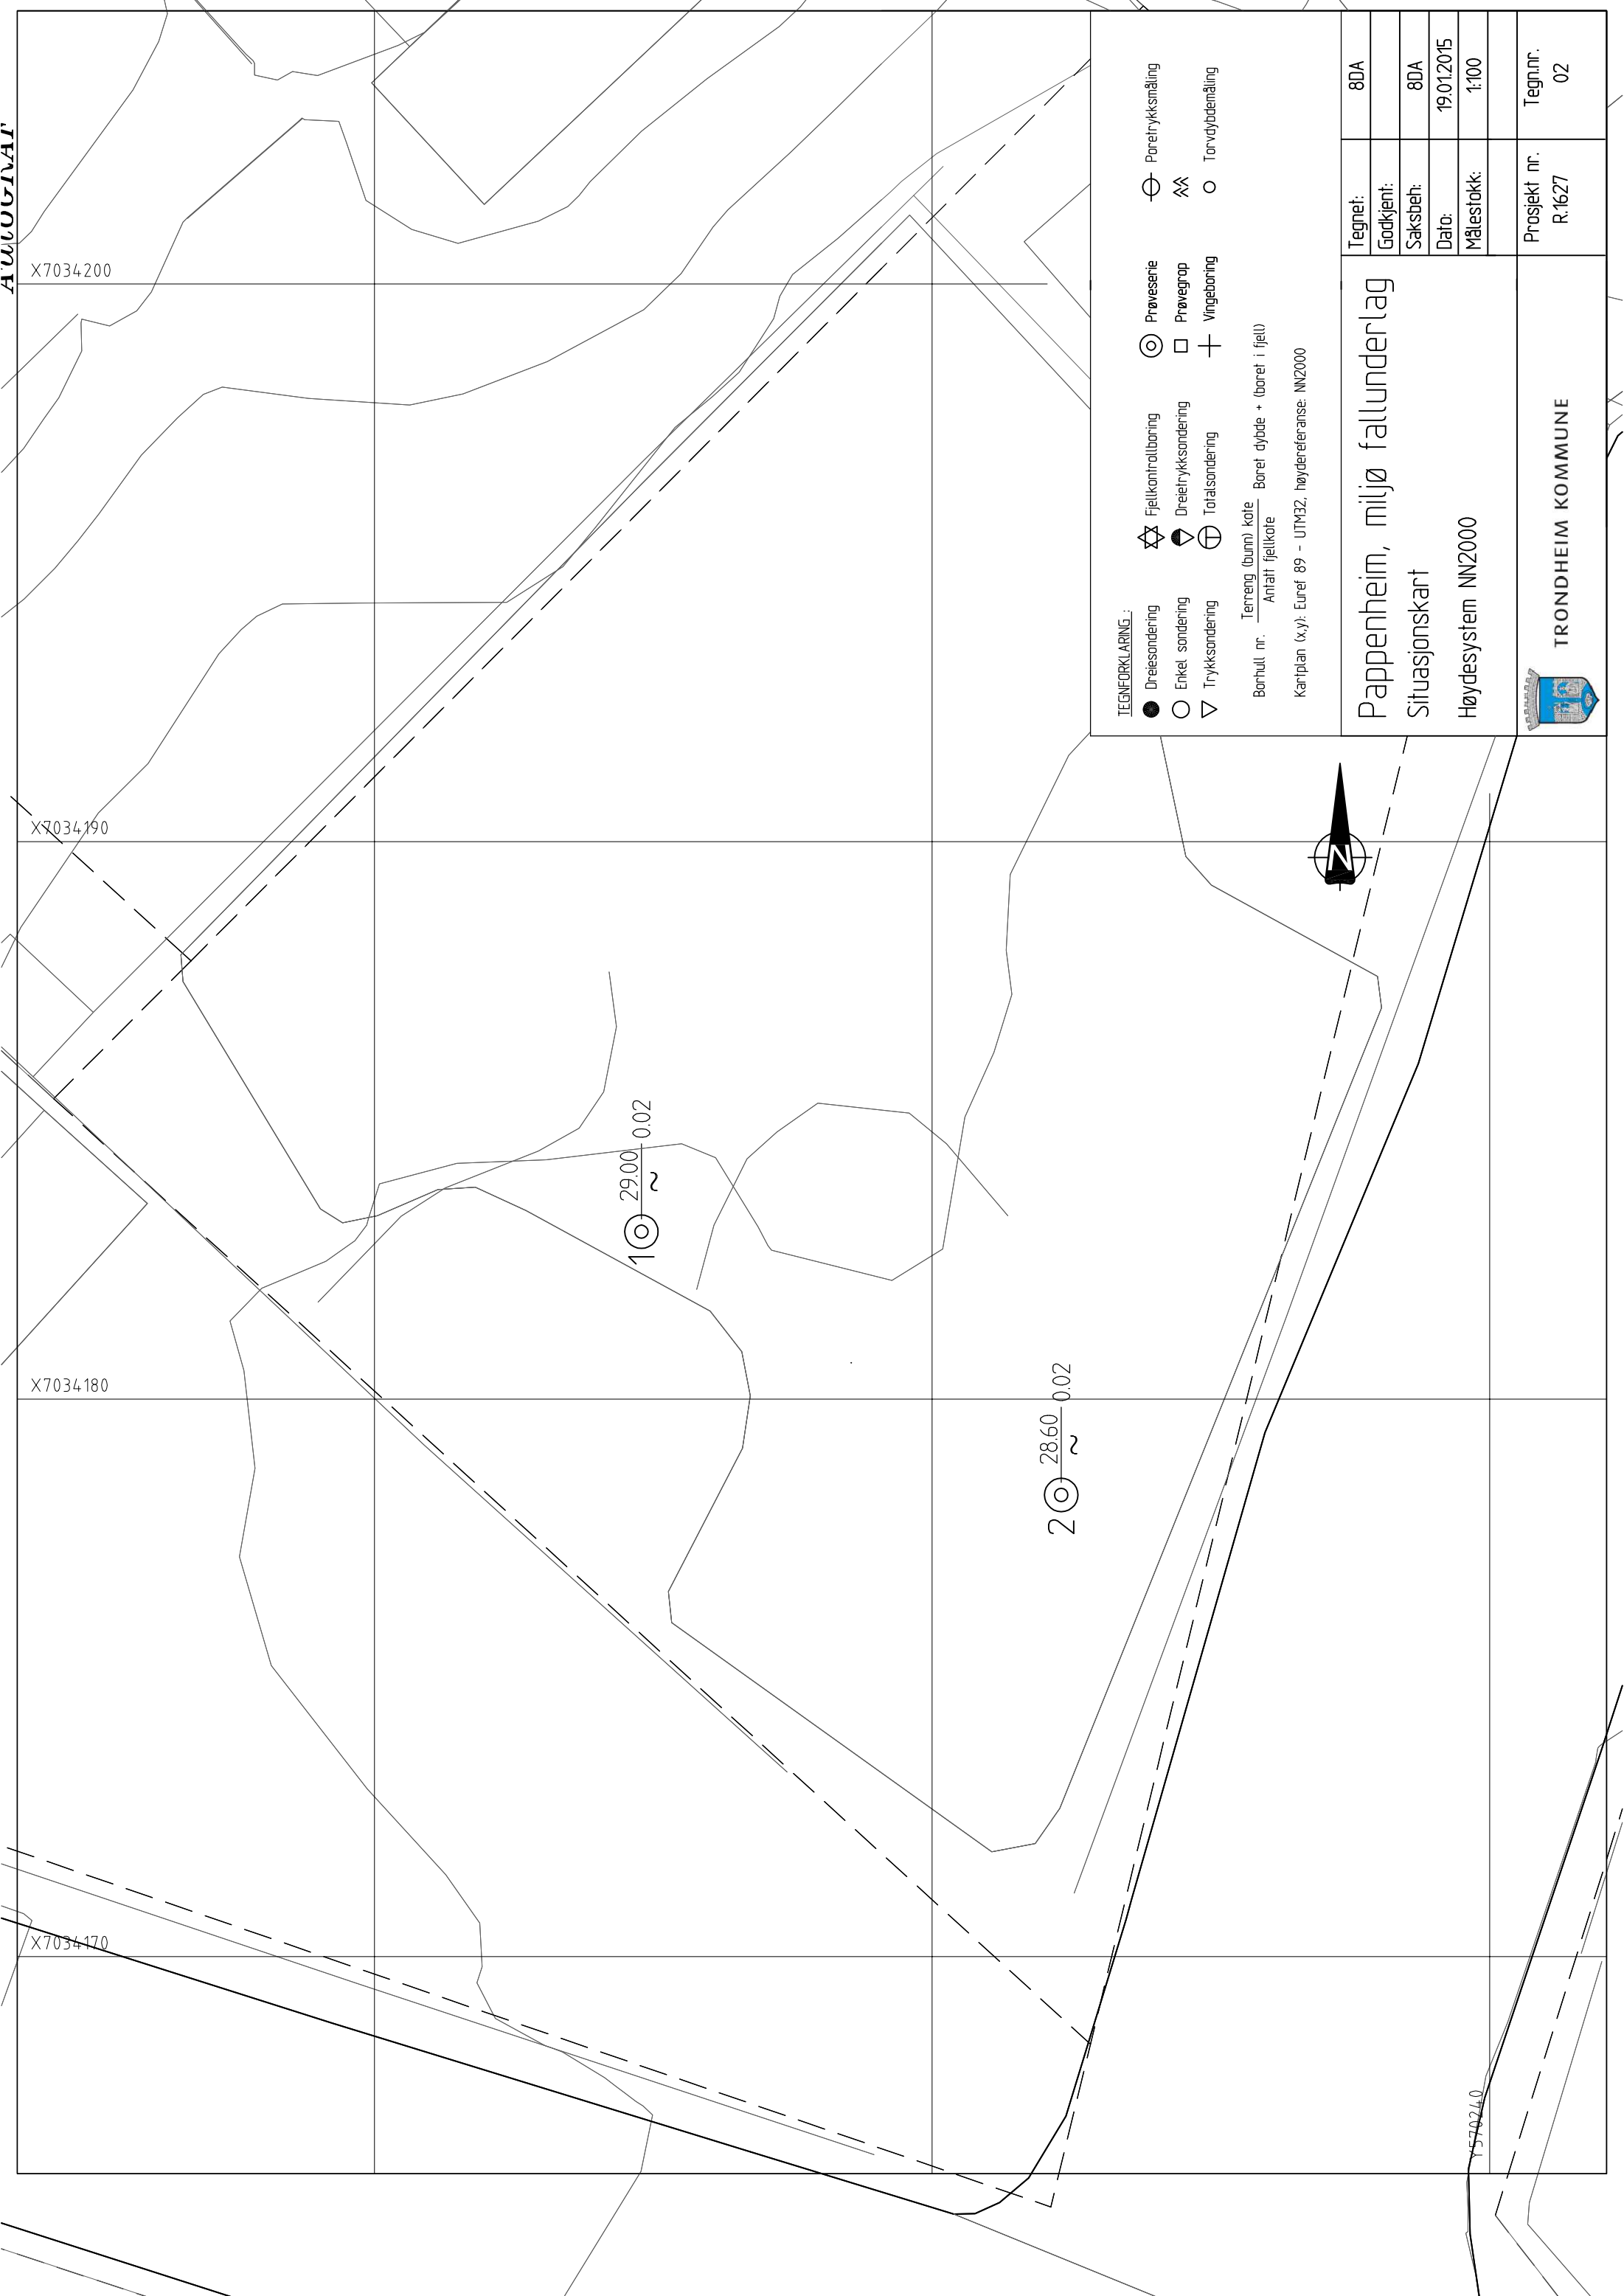 AutoGRAF
X7034200
X7034190
X7034180
X7034170
Y570240
1 29.00 0.02
~
2 28.60 0.02
~
N
TEGNFORKLARING :
Dreiesondering Fjellkontrollboring Prøveserie Poretrykksmåling
Enkel sondering Dreietrykksondering Prøvegrop
Trykksondering Totalsondering Vingeboring Torvdybdemåling
Borhull nr. Terreng (bunn) kote Boret dybde + (boret i fjell)
Antatt fjellkote
Kartplan (x,y): Euref 89 - UTM32, høydereferanse: NN2000
Pappenheim, miljø fallunderlag
Situasjonskart
Høydesystem NN2000
Tegnet: 8DA
Godkjent:
Saksbeh: 8DA
Dato: 19.01.2015
Målestokk: 1:100
TRONDHEIM KOMMUNE
Prosjekt nr.
R.1627
Tegn.nr.
02